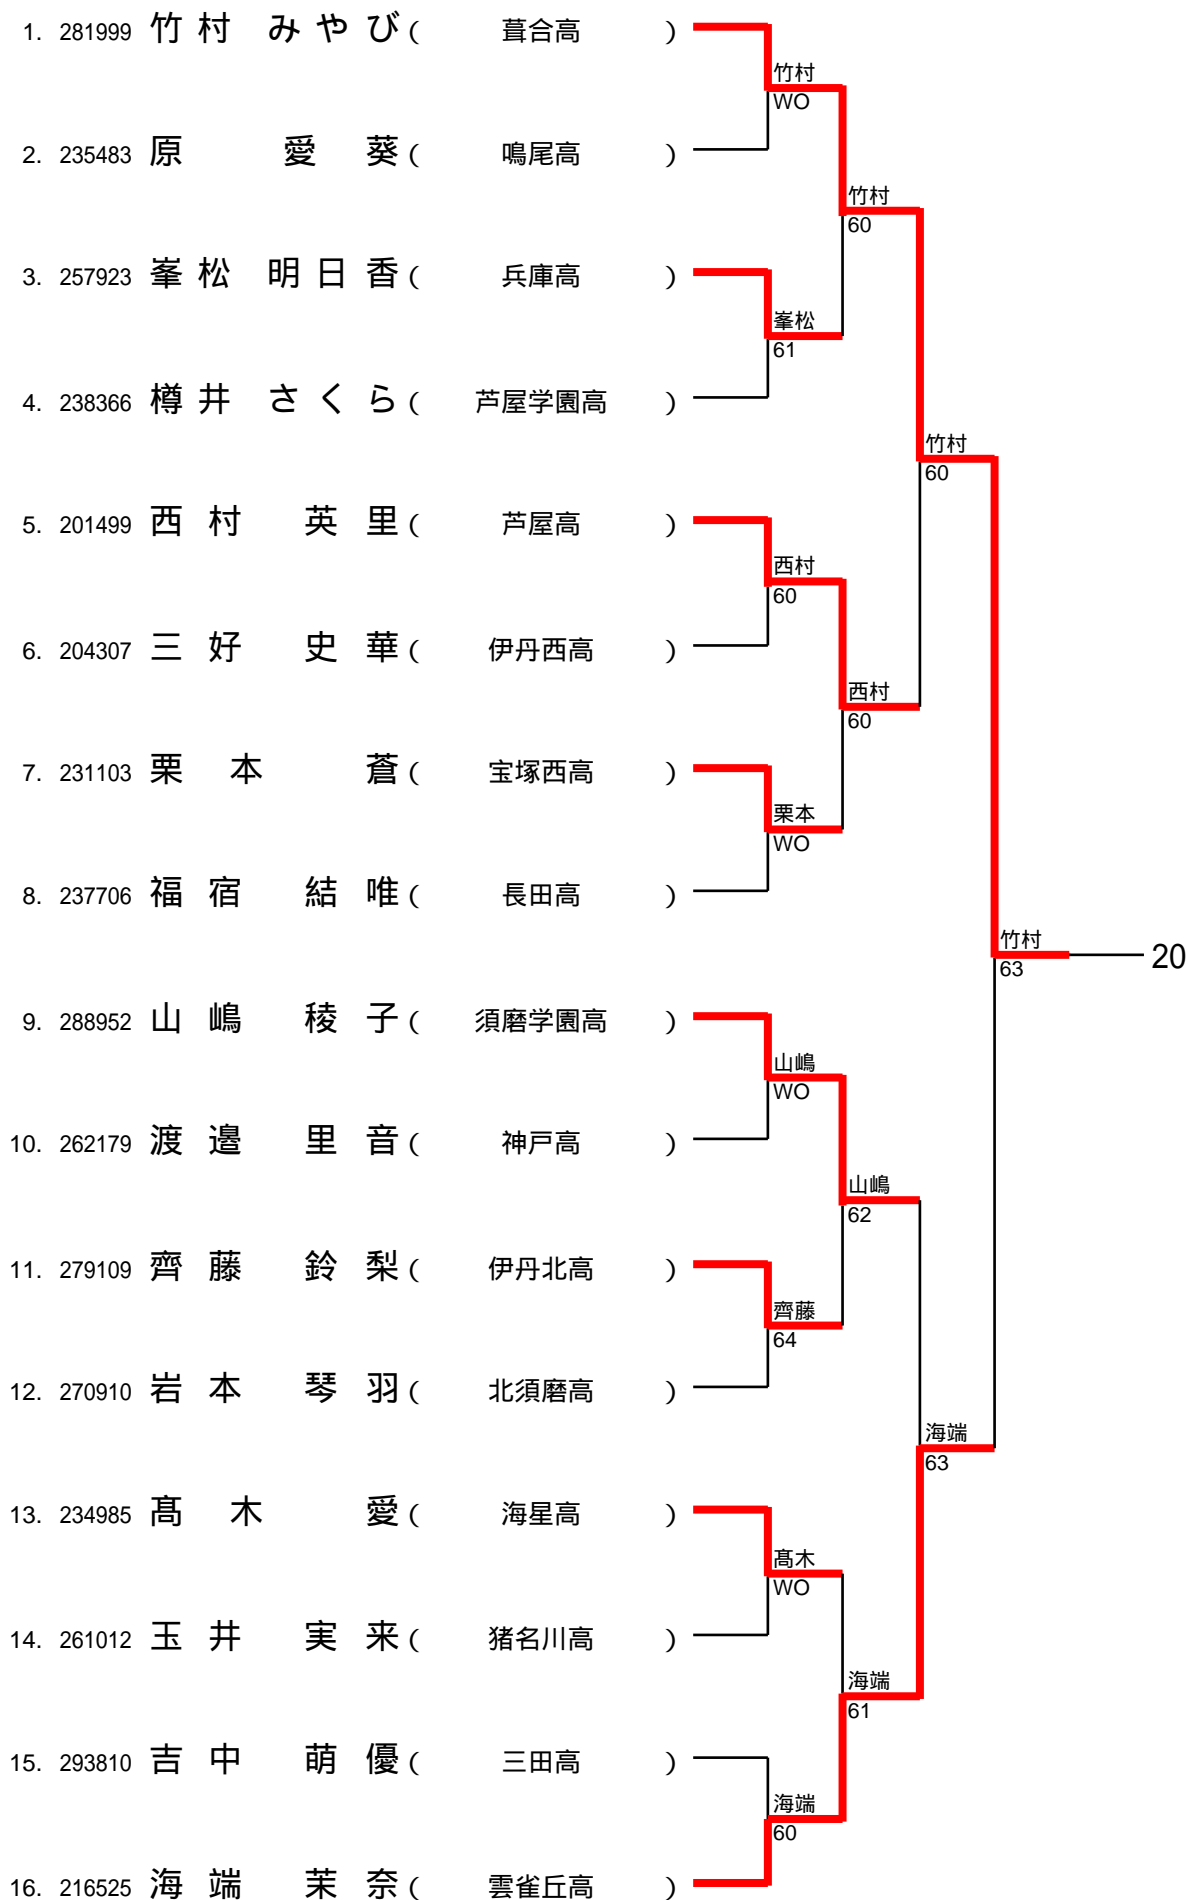 1. 281999 竹村 みやび ( 葺合高 )
竹村
WO
2. 235483 原 愛葵 ( 鳴尾高 )
竹村
60
3. 257923 峯松 明日香 ( 兵庫高 )
峯松
61
4. 238366 樽井 さくら ( 芦屋学園高 )
竹村
60
5. 201499 西村 英里 ( 芦屋高 )
西村
60
6. 204307 三好 史華 ( 伊丹西高 )
西村
60
7. 231103 栗本 蒼 ( 宝塚西高 )
栗本
WO
8. 237706 福宿 結唯 ( 長田高 )
竹村
63
20
9. 288952 山嶋 稜子 ( 須磨学園高 )
山嶋
WO
10. 262179 渡邉 里音 ( 神戸高 )
山嶋
62
11. 279109 齊藤 鈴梨 ( 伊丹北高 )
齊藤
64
12. 270910 岩本 琴羽 ( 北須磨高 )
海端
63
13. 234985 髙木 愛 ( 海星高 )
髙木
WO
14. 261012 玉井 実来 ( 猪名川高 )
海端
61
15. 293810 吉中 萌優 ( 三田高 )
海端
60
16. 216525 海端 茉奈 ( 雲雀丘高 )